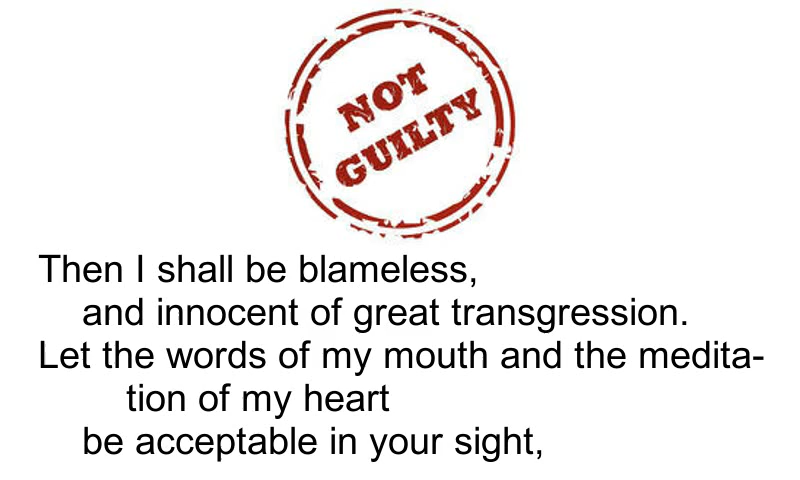 NOT
GUILTY
Then I shall be blameless,
and innocent of great transgression.
Let the words of my mouth and the medita-
tion of my heart
be acceptable in your sight,